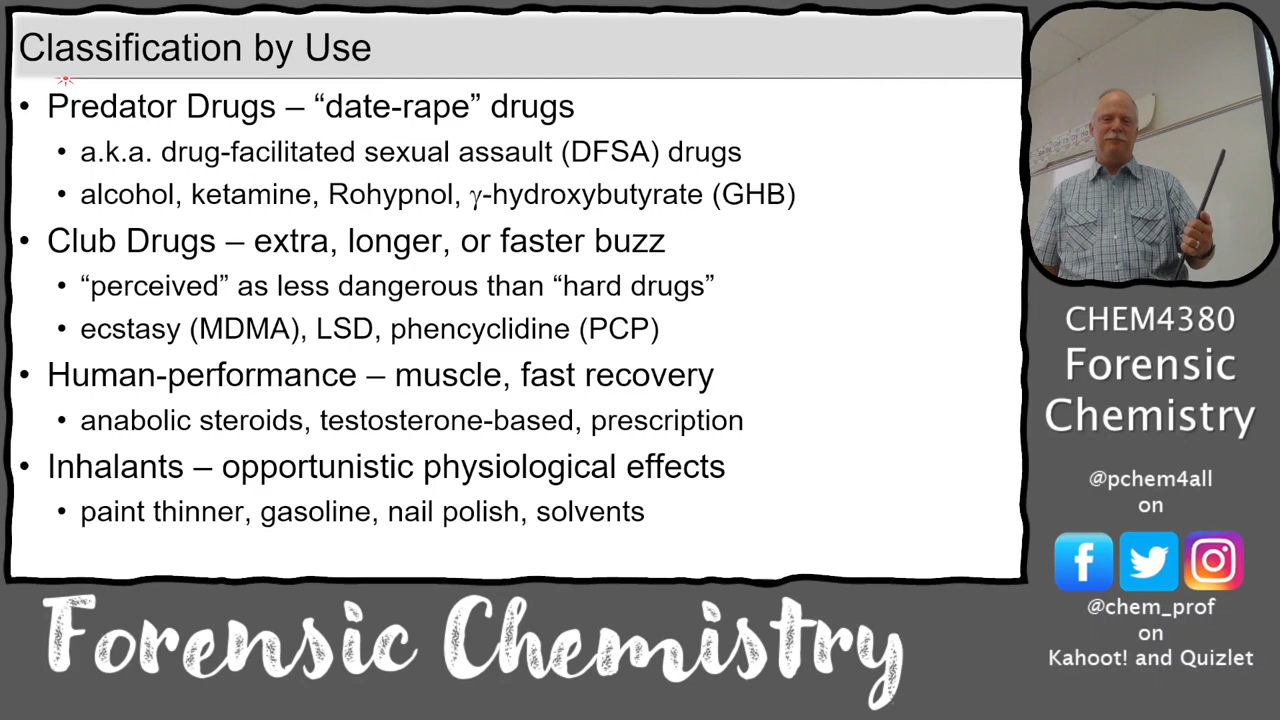 Classification by Use
• Predator Drugs – “date-rape” drugs
• a.k.a. drug-facilitated sexual assault (DFSA) drugs
• alcohol, ketamine, Rohypnol, γ-hydroxybutyrate (GHB)
• Club Drugs – extra, longer, or faster buzz
• “perceived” as less dangerous than “hard drugs”
• ecstasy (MDMA), LSD, phencyclidine (PCP)
• Human-performance – muscle, fast recovery
• anabolic steroids, testosterone-based, prescription
• Inhalants – opportunistic physiological effects
• paint thinner, gasoline, nail polish, solvents
CHEM4380
Forensic
Chemistry
@pchem4all
on
@chem_prof
on
Kahoot! and Quizlet
Forensic Chemistry